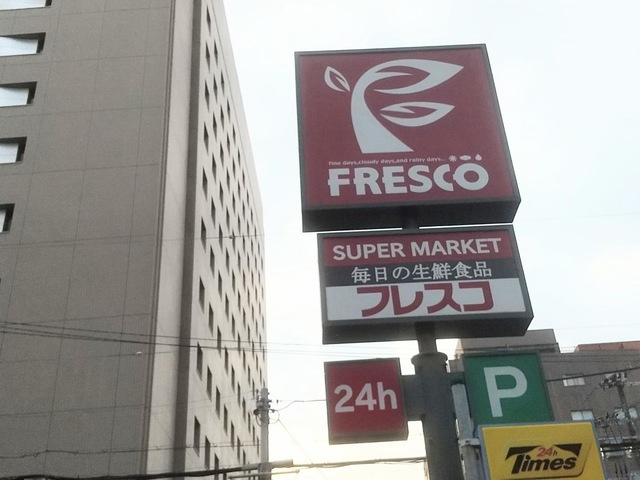 fine days,cloudy days,and rainy days...
FRESCO
SUPER MARKET
毎日の生鮮食品
フレスコ
24h
P
24h
Times